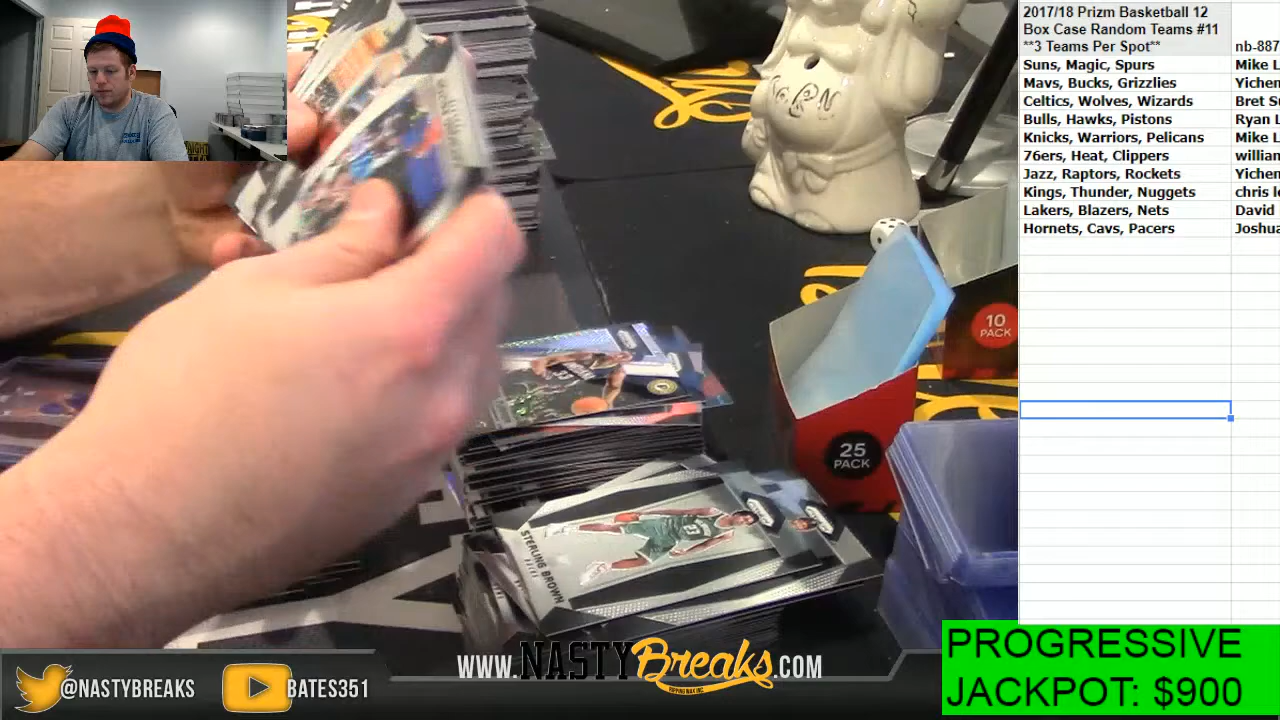 2017/18 Prizm Basketball 12
Box Case Random Teams #11
**3 Teams Per Spot** nb-887
Suns, Magic, Spurs Mike L
Mavs, Bucks, Grizzlies Yichen
Celtics, Wolves, Wizards Bret S
Bulls, Hawks, Pistons Ryan L
Knicks, Warriors, Pelicans Mike L
76ers, Heat, Clippers willian
Jazz, Raptors, Rockets Yichen
Kings, Thunder, Nuggets chris le
Lakers, Blazers, Nets David
Hornets, Cavs, Pacers Joshua
10
PACK
25
PACK
STERLING BROWN
PROGRESSIVE
JACKPOT: $900
@NASTYBREAKS
BATES351
WWW.NASTYBreaks.COM